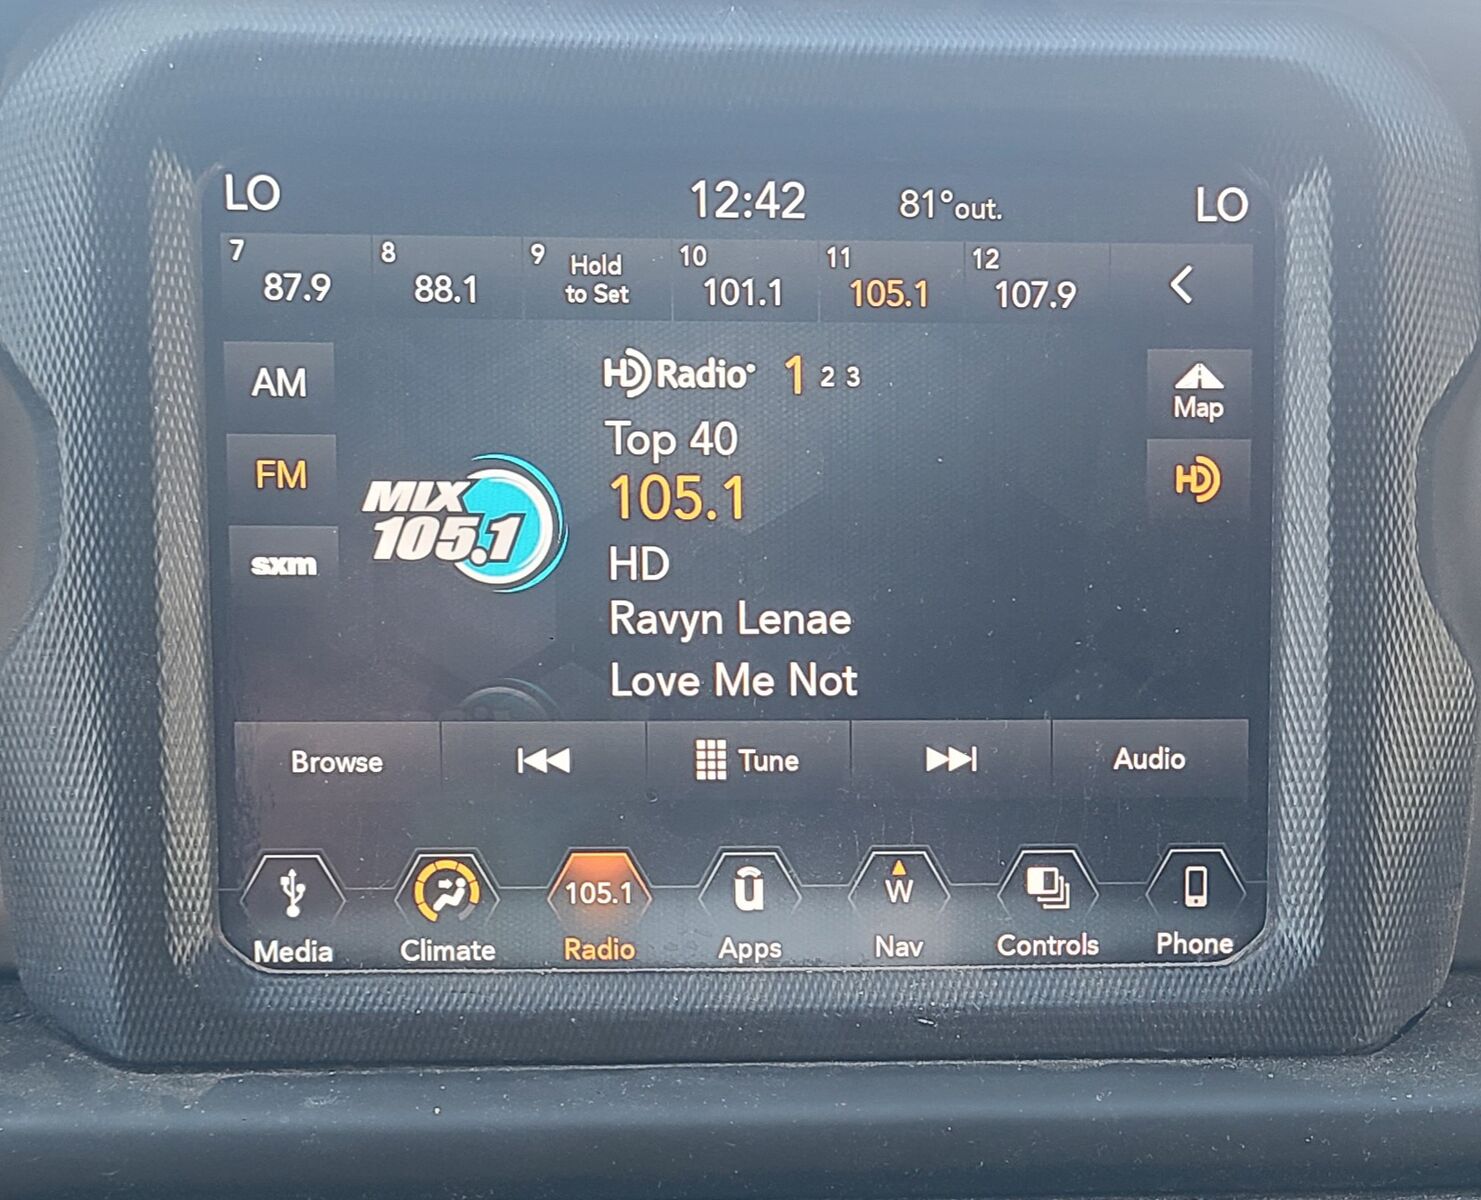 LO 12:42 81°out. LO
7 87.9
8 88.1
9 Hold
to Set
10 101.1
11 105.1
12 107.9
AM
FM
sxm
MIX
105.1
HD Radio 1 2 3
Top 40
105.1
HD
Ravyn Lenae
Love Me Not
Map
HD
Browse
Tune
Audio
105.1
u
W
Media
Climate
Radio
Apps
Nav
Controls
Phone